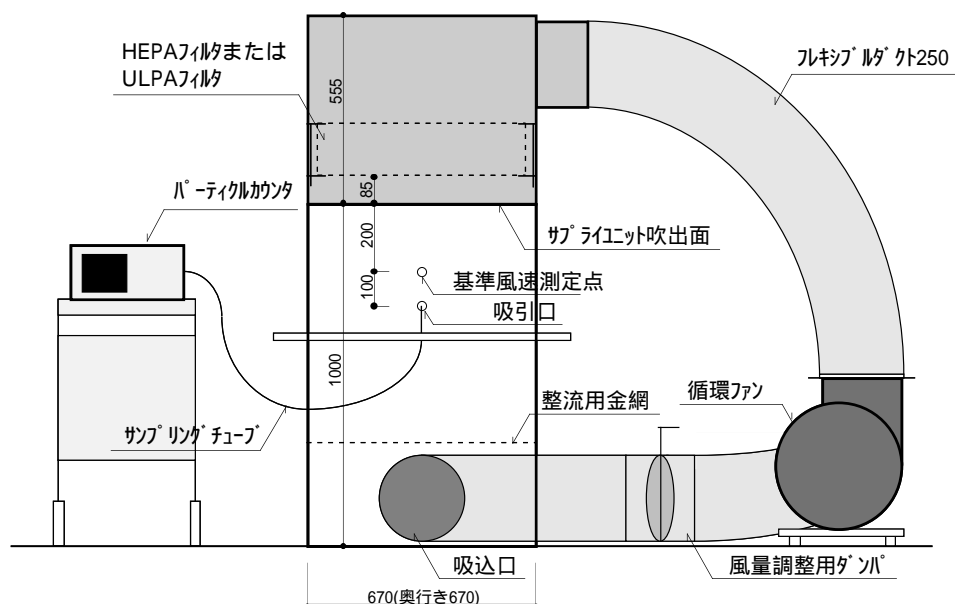 HEPAフィルタまたは
ULPAフィルタ
フレキシブルダクト250
555
パーティクルカウンタ
85
サプライユニット吹出面
200
基準風速測定点
100
吸引口
1000
整流用金網
循環ファン
サンプリングチューブ
吸込口
風量調整用ダンパ
670(奥行き670)